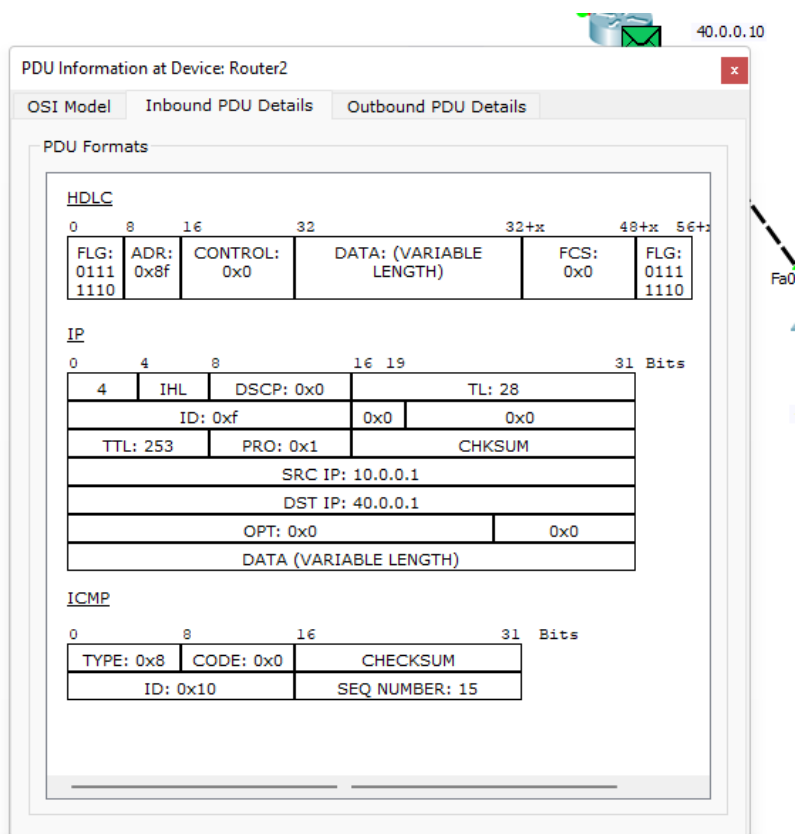 40.0.0.10
PDU Information at Device: Router2
x
OSI Model Inbound PDU Details Outbound PDU Details
PDU Formats
HDLC
0 8 16 32 32+x 48+x 56+x
FLG: ADR: CONTROL: DATA: (VARIABLE FCS: FLG:
0111 0x8f 0x0 LENGTH) 0x0 0111
1110 1110
Fa0
IP
0 4 8 16 19 31 Bits
4 IHL DSCP: 0x0 TL: 28
ID: 0xf 0x0 0x0
TTL: 253 PRO: 0x1 CHKSUM
SRC IP: 10.0.0.1
DST IP: 40.0.0.1
OPT: 0x0 0x0
DATA (VARIABLE LENGTH)
ICMP
0 8 16 31 Bits
TYPE: 0x8 CODE: 0x0 CHECKSUM
ID: 0x10 SEQ NUMBER: 15